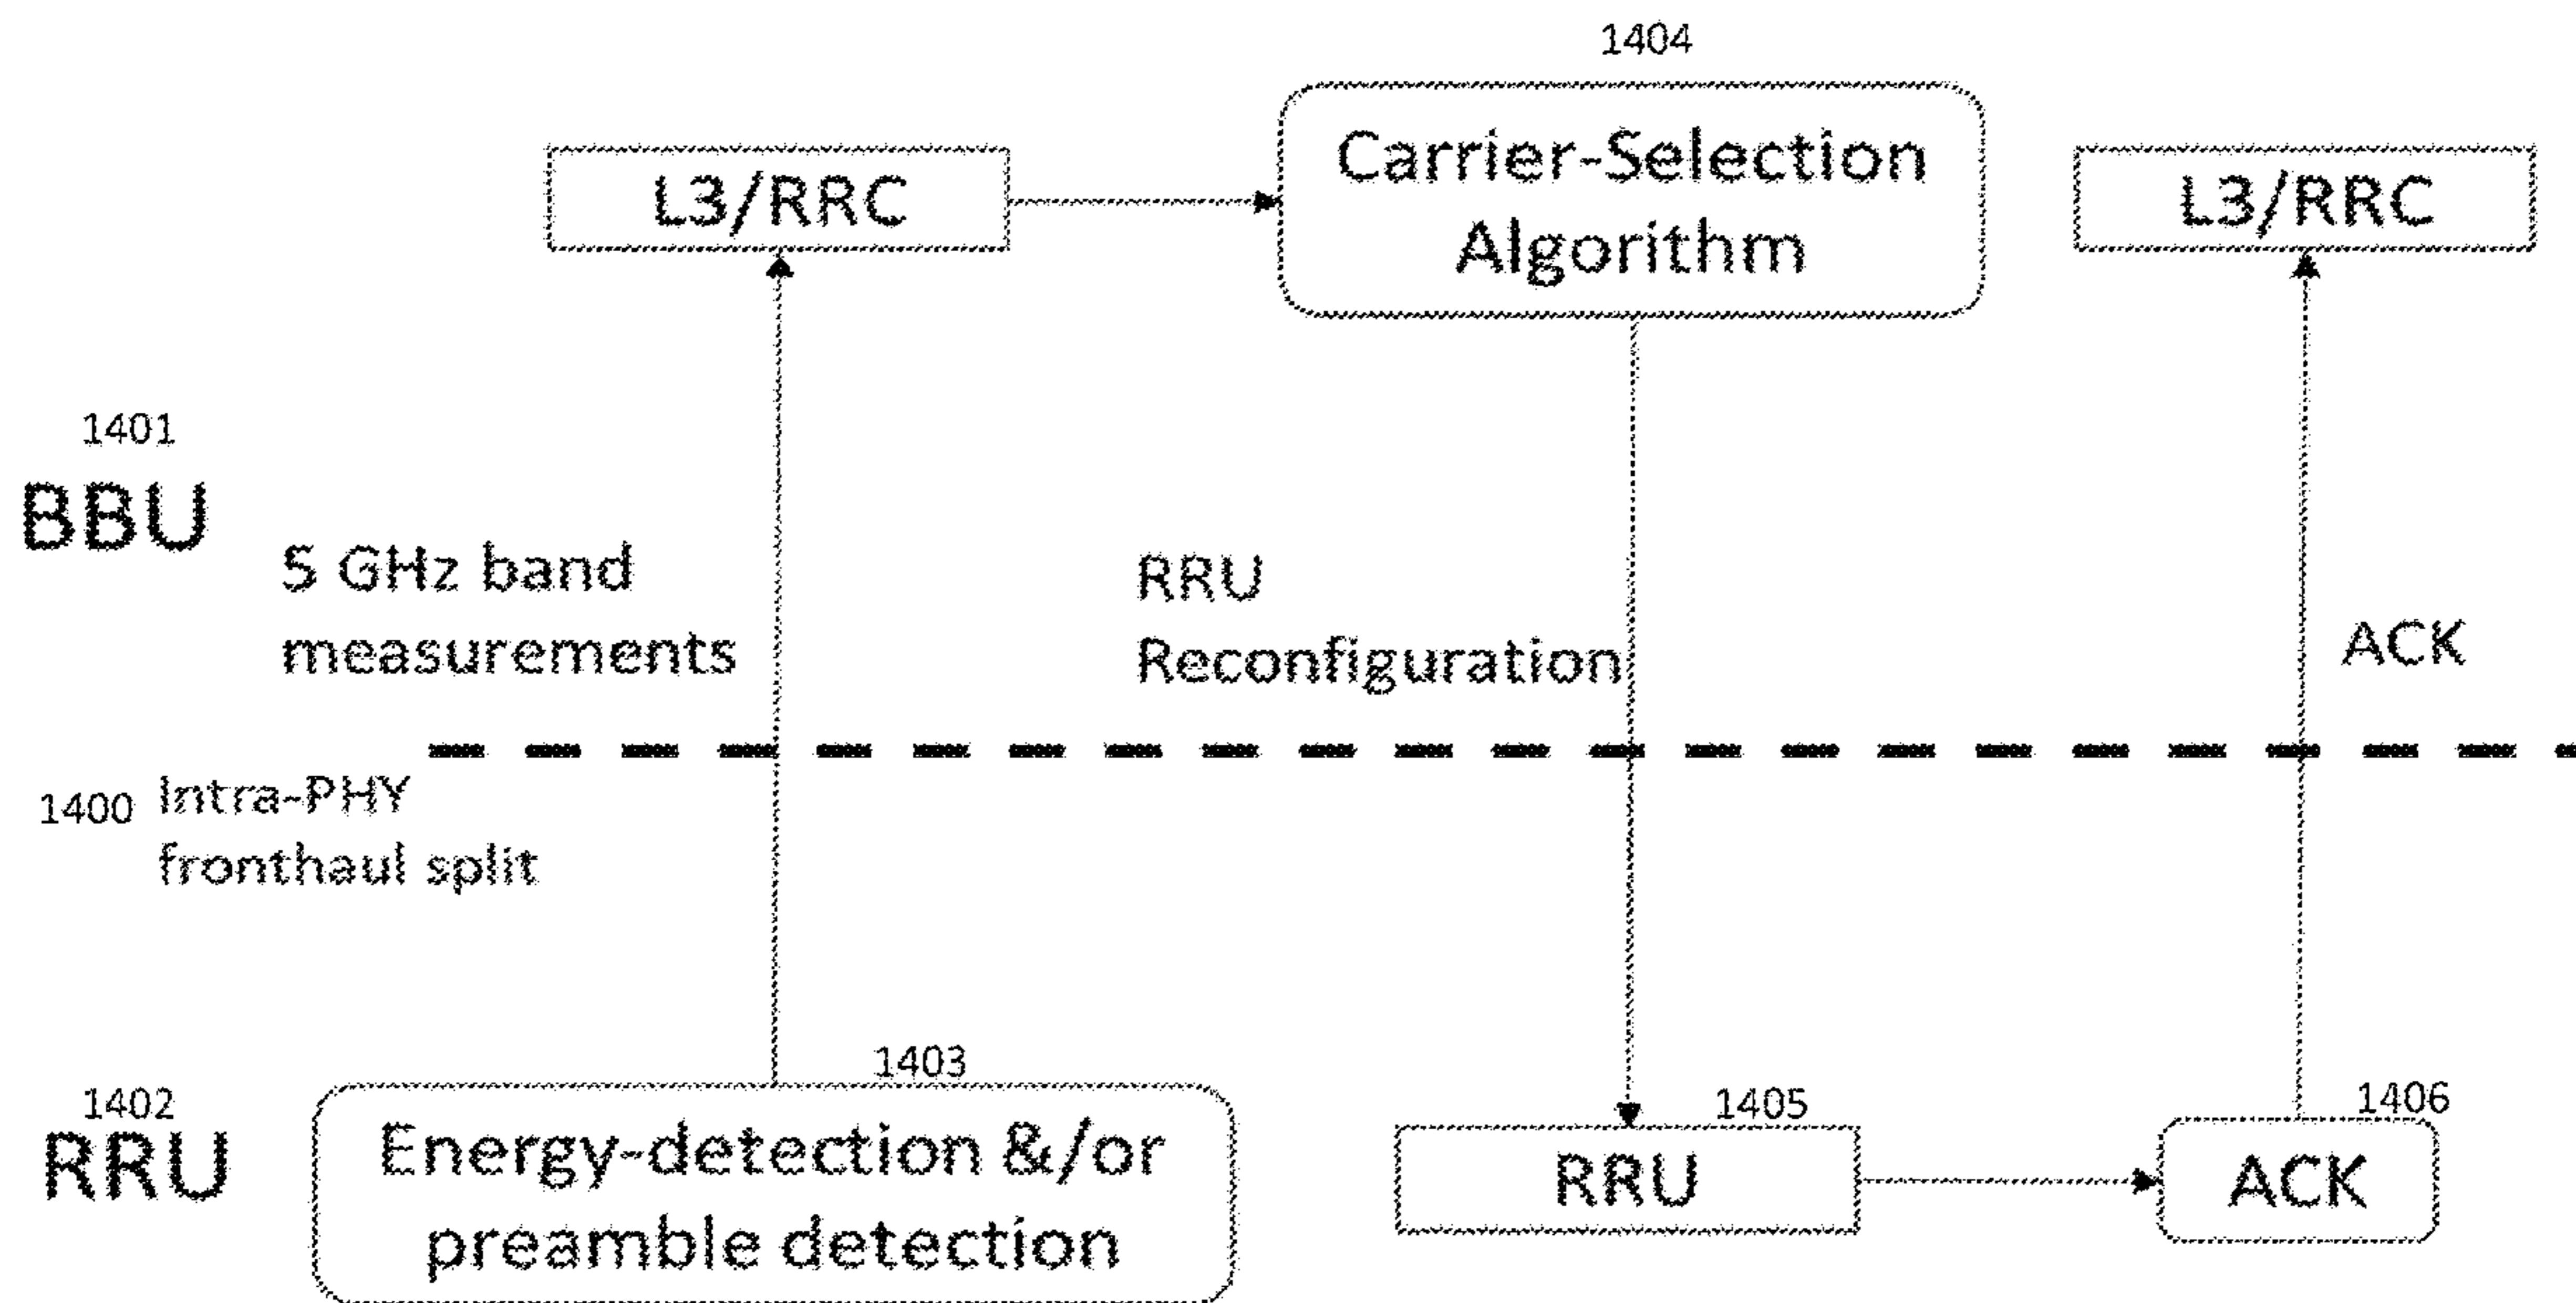 1404
Carrier-Selection
Algorithm
L3/RRC
L3/RRC
1401
BBU
5 GHz band
measurements
RRU
Reconfiguration
ACK
1400
Intra-PHY
fronthaul split
1402
RRU
1403
Energy-detection &/or
preamble detection
1405
RRU
1406
ACK